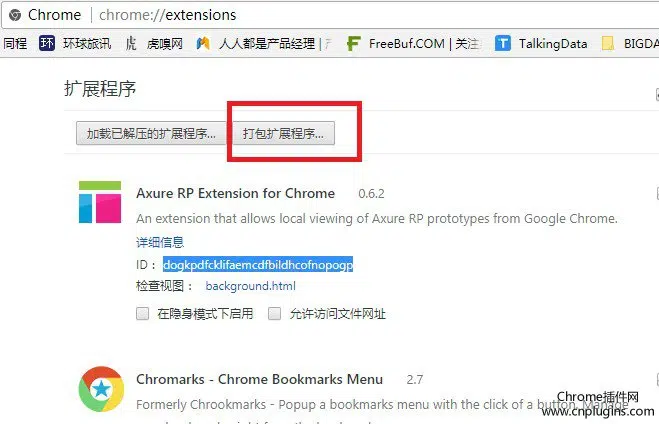 Chrome | chrome://extensions
同程 环 环球旅讯 虎嗅网 人人都是产品经理 | FreeBuf.COM | 关注 T TalkingData BIGDA
扩展程序
加载已解压的扩展程序... 打包扩展程序...
Axure RP Extension for Chrome 0.6.2
An extension that allows local viewing of Axure RP prototypes from Google Chrome.
详细信息
ID： dogkpdfcklifaemcdfbildhcofnopogp
检查视图： background.html
在隐身模式下启用 允许访问文件网址
Chromarks - Chrome Bookmarks Menu 2.7
Formerly Chrookmarks - Popup a bookmarks menu with the click of a button. Manage
Chrome插件网
www.cnplugins.com